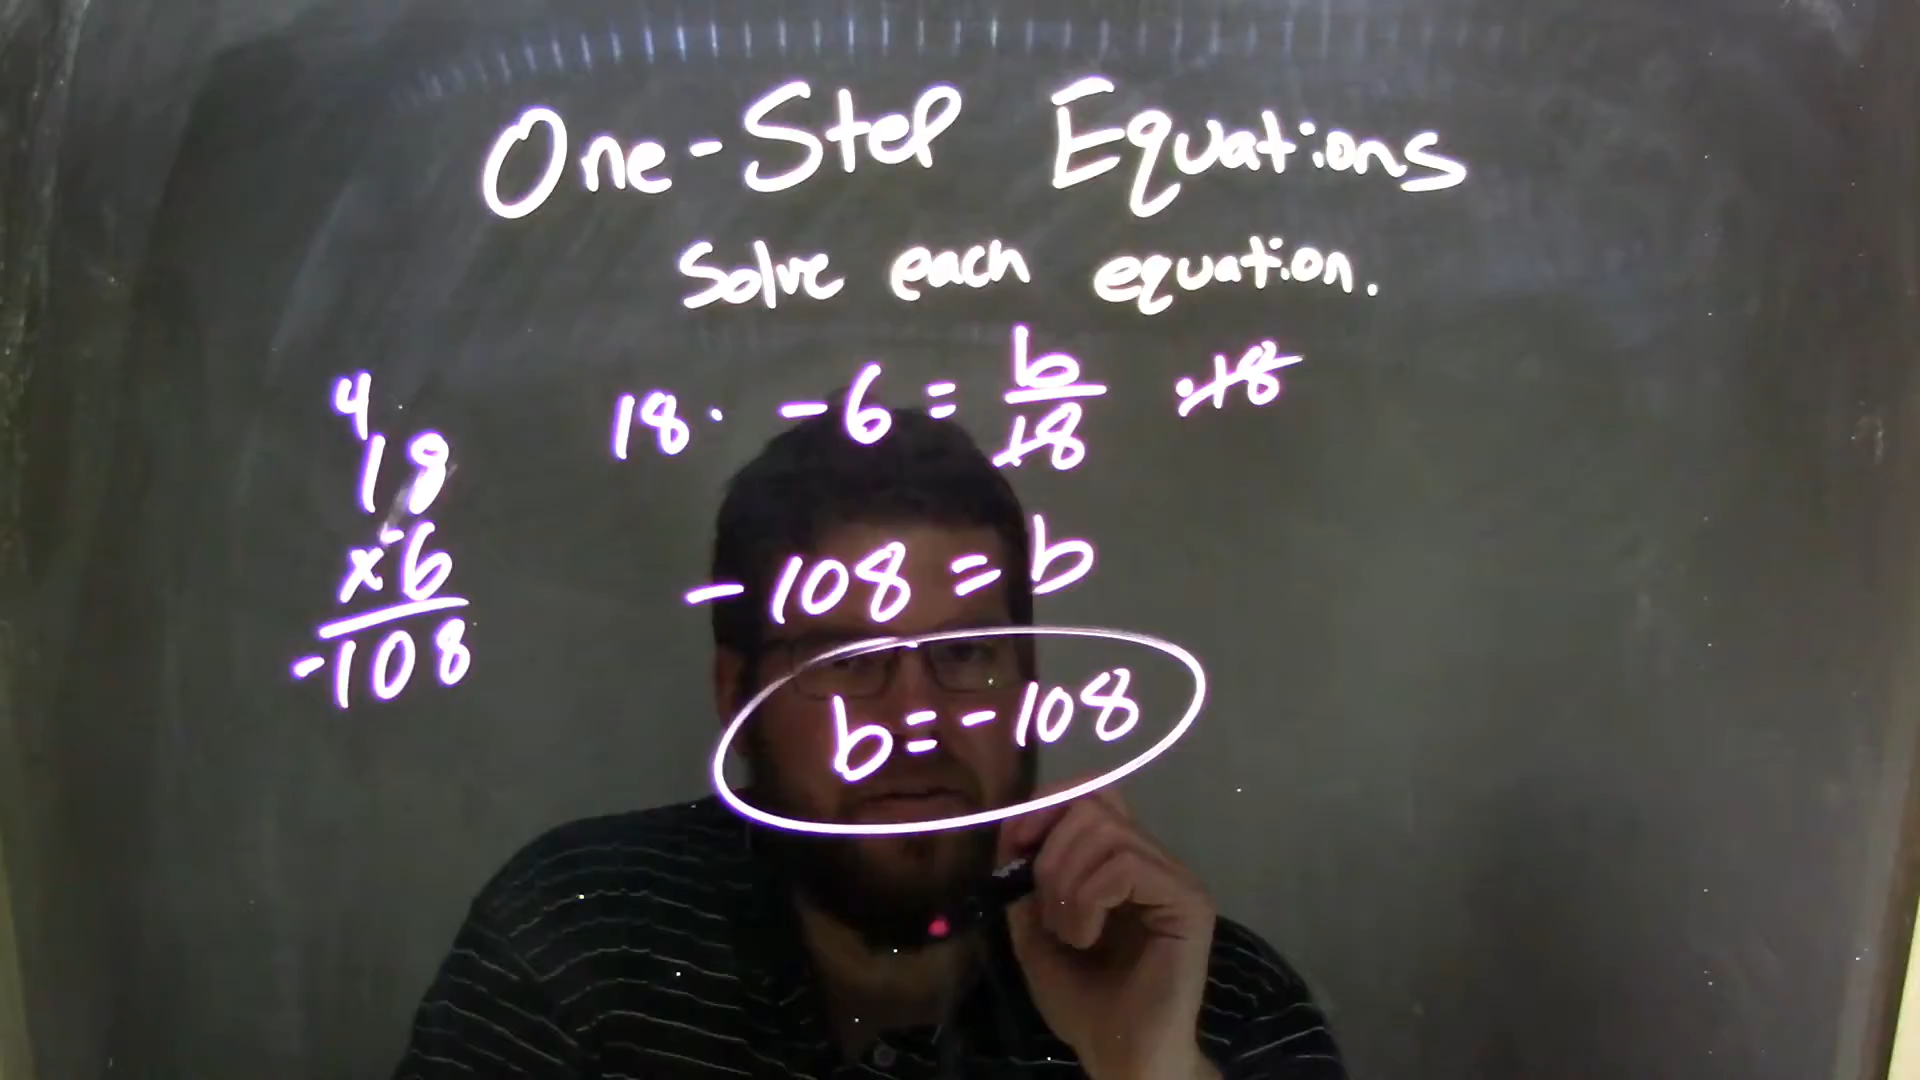 One-Step Equations
Solve each equation.
18 · -6 = b/18 · 18
-108 = b
b = -108
4
18
x -6
-108